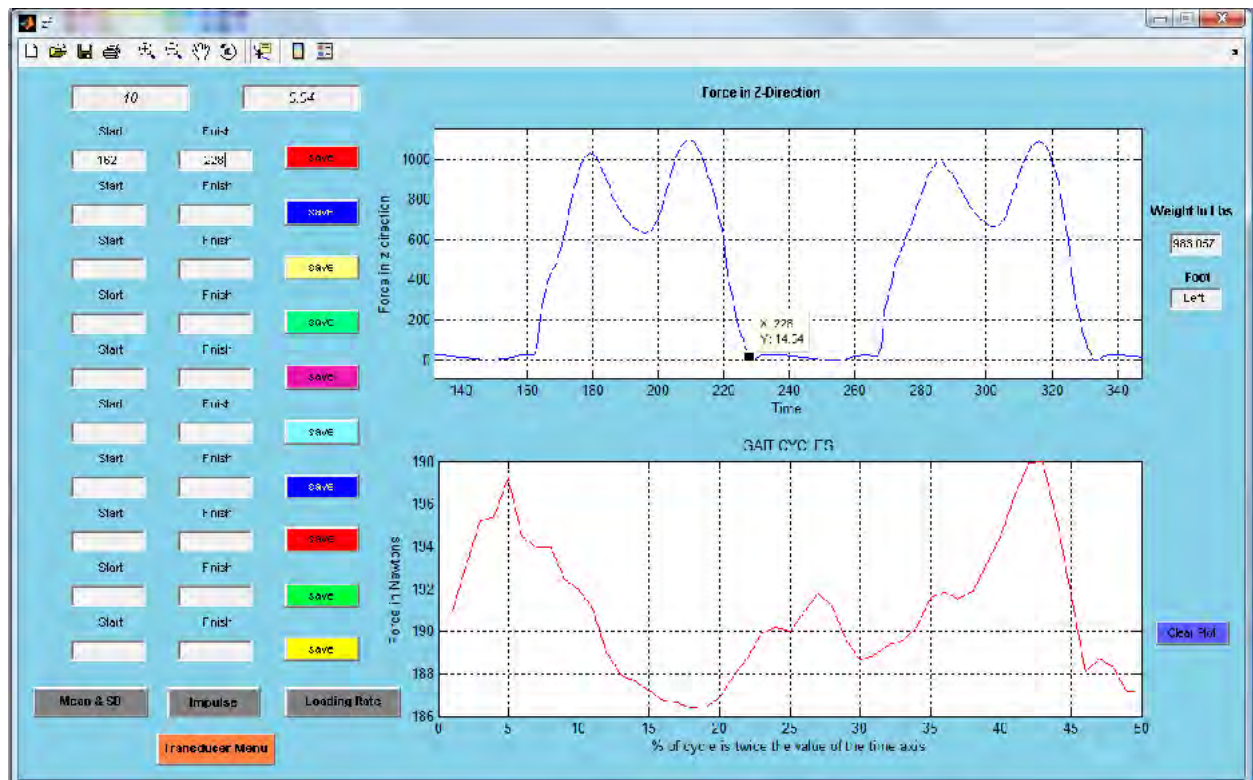 zf
10 5.54
Force in Z-Direction
Start Finish
162 228 save
Start Finish
save
Start Finish
save
Start Finish
save
Start Finish
save
Start Finish
save
Start Finish
save
Start Finish
save
Start Finish
save
Start Finish
save
Mean & SD Impulse Loading Rate
Transducer Menu
Force in z direction
1000
800
600
400
200
0
X: 228
Y: 14.54
140 160 180 200 220 240 260 280 300 320 340
Time
Weight In Lbs
983.057
Foot
Left
GAIT CYCLES
Force in Newtons
198
196
194
192
190
188
186
0 5 10 15 20 25 30 35 40 45 50
% of cycle is twice the value of the time axis
Clear Plot